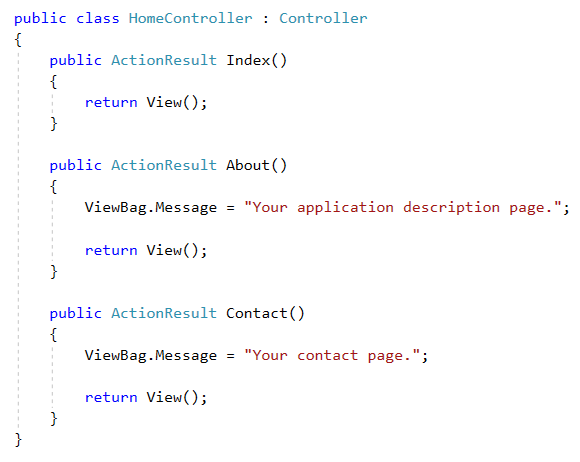 public class HomeController : Controller
{
    public ActionResult Index()
    {
        return View();
    }

    public ActionResult About()
    {
        ViewBag.Message = "Your application description page.";

        return View();
    }

    public ActionResult Contact()
    {
        ViewBag.Message = "Your contact page.";

        return View();
    }
}